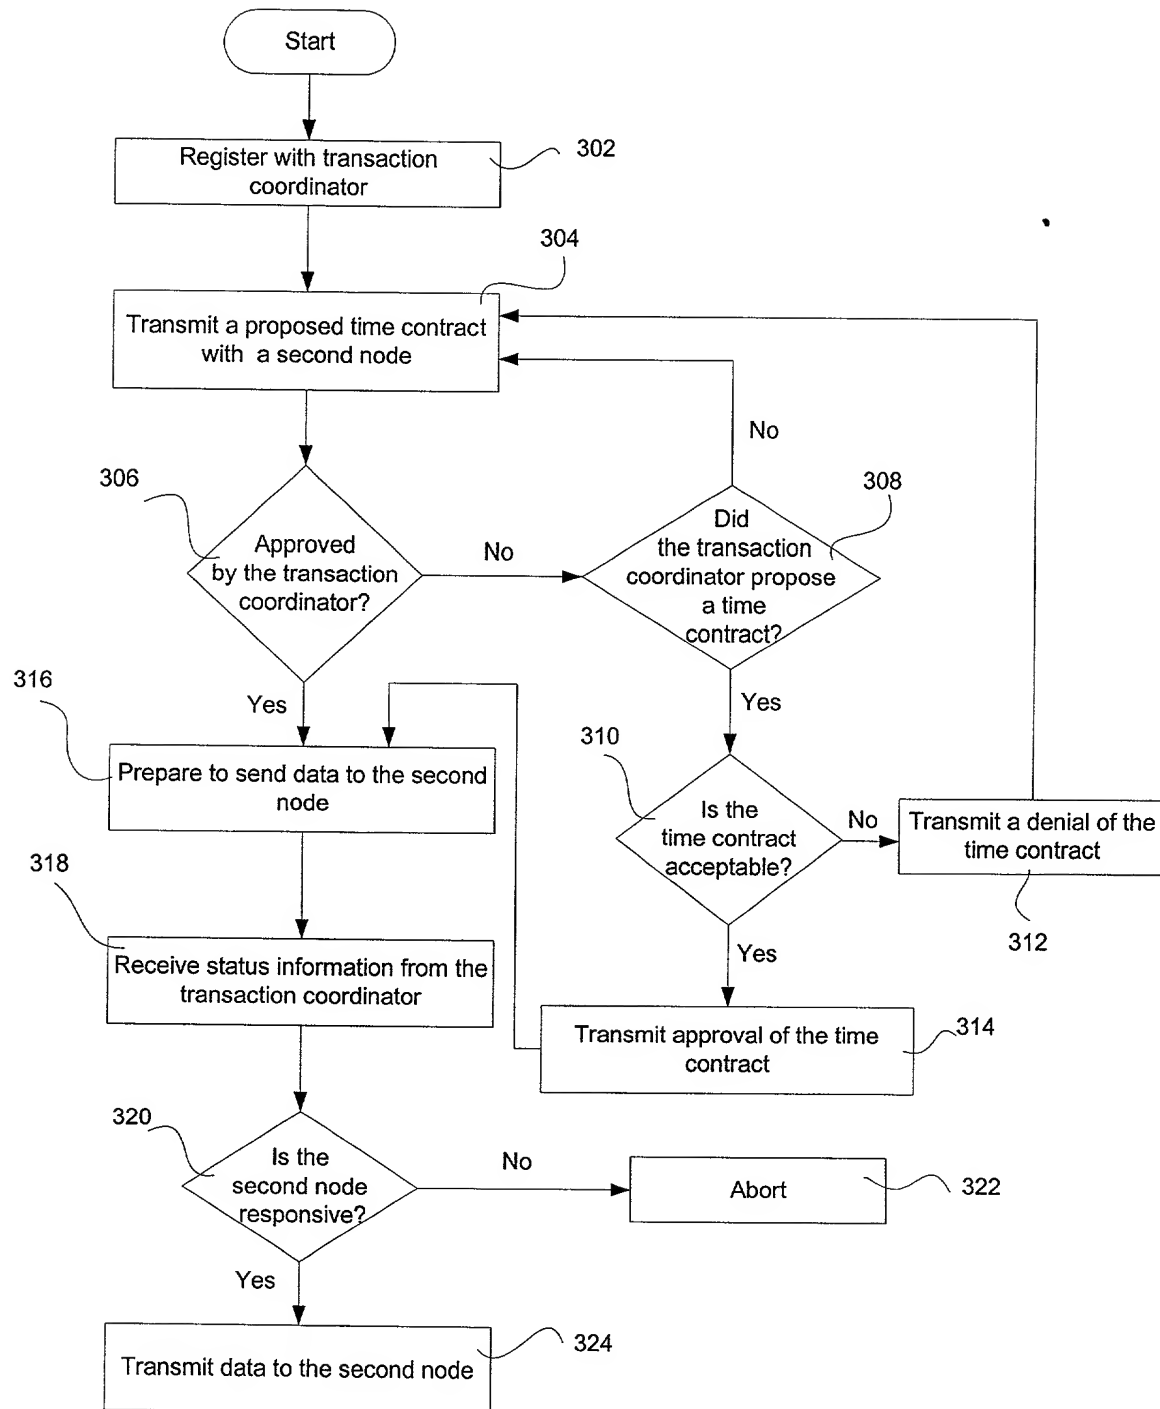 Start
Register with transaction
coordinator
302
304
Transmit a proposed time contract
with a second node
No
306
308
Approved
by the transaction
coordinator?
No
Did
the transaction
coordinator propose
a time
contract?
316
Yes
Yes
310
Prepare to send data to the second
node
Is the
time contract
acceptable?
No
Transmit a denial of the
time contract
318
312
Yes
Receive status information from the
transaction coordinator
Transmit approval of the time
contract
314
320
Is the
second node
responsive?
No
Abort
322
Yes
Transmit data to the second node
324